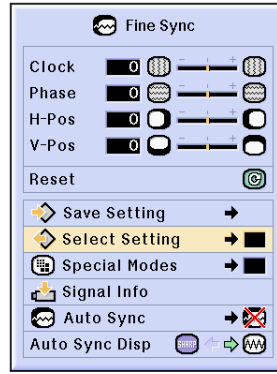 Fine Sync
Clock 0 - +
Phase 0 - +
H-Pos 0 - +
V-Pos 0 - +
Reset
Save Setting
Select Setting
Special Modes
Signal Info
Auto Sync
Auto Sync Disp SHARP